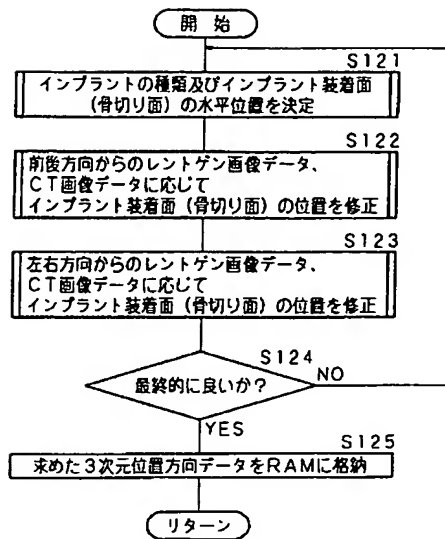 開始
S121
インプラントの種類及びインプラント装着面
(骨切り面)の水平位置を決定
S122
前後方向からのレントゲン画像データ、
CT画像データに応じて
インプラント装着面(骨切り面)の位置を修正
S123
左右方向からのレントゲン画像データ、
CT画像データに応じて
インプラント装着面(骨切り面)の位置を修正
S124
最終的に良いか?
NO
YES
S125
求めた3次元位置方向データをRAMに格納
リターン